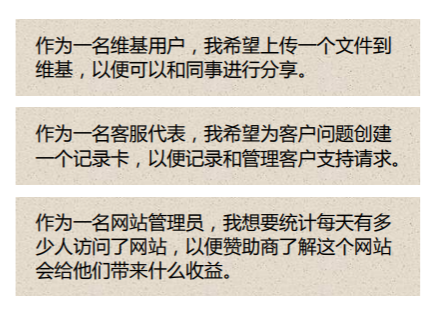 作为一名维基用户，我希望上传一个文件到
维基，以便可以和同事进行分享。
作为一名客服代表，我希望为客户问题创建
一个记录卡，以便记录和管理客户支持请求。
作为一名网站管理员，我想要统计每天有多
少人访问了网站，以便赞助商了解这个网站
会给他们带来什么收益。